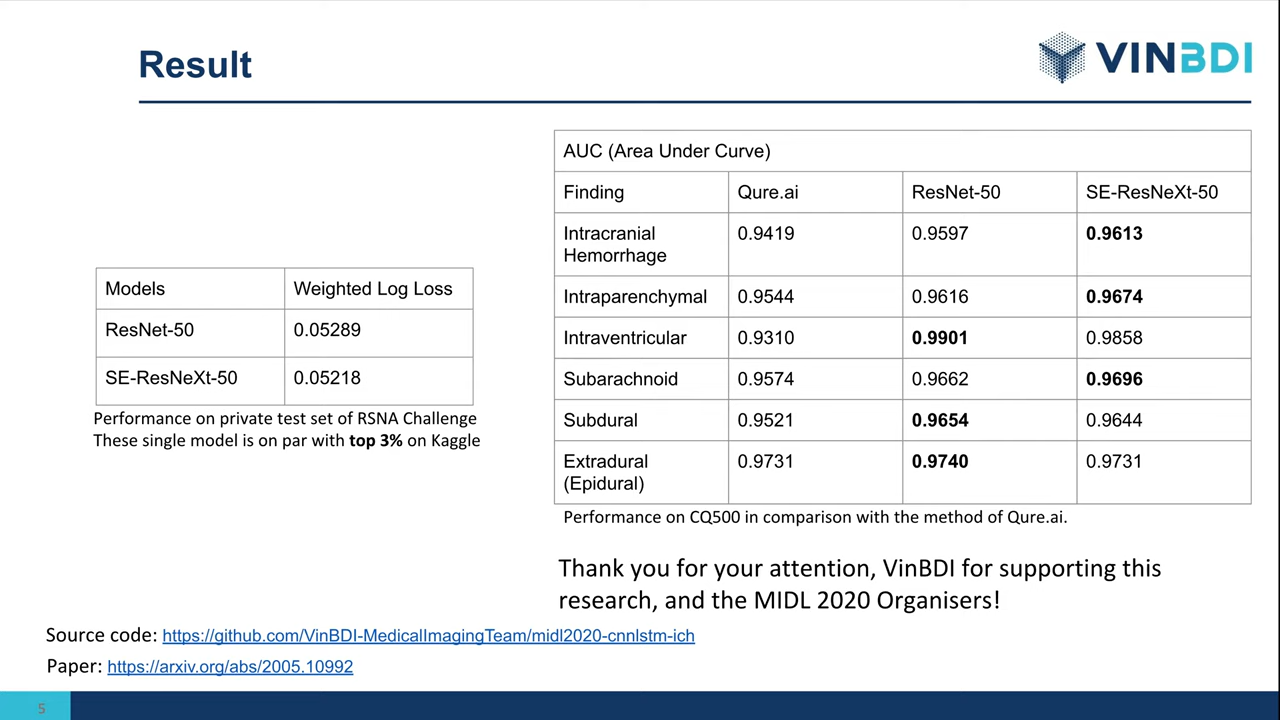 Result
VINBDI
Models Weighted Log Loss
ResNet-50 0.05289
SE-ResNeXt-50 0.05218
Performance on private test set of RSNA Challenge
These single model is on par with top 3% on Kaggle
AUC (Area Under Curve)
Finding Qure.ai ResNet-50 SE-ResNeXt-50
Intracranial 0.9419 0.9597 0.9613
Hemorrhage
Intraparenchymal 0.9544 0.9616 0.9674
Intraventricular 0.9310 0.9901 0.9858
Subarachnoid 0.9574 0.9662 0.9696
Subdural 0.9521 0.9654 0.9644
Extradural 0.9731 0.9740 0.9731
(Epidural)
Performance on CQ500 in comparison with the method of Qure.ai.
Thank you for your attention, VinBDI for supporting this
research, and the MIDL 2020 Organisers!
Source code: https://github.com/VinBDI-MedicalImagingTeam/midl2020-cnnlstm-ich
Paper: https://arxiv.org/abs/2005.10992
5